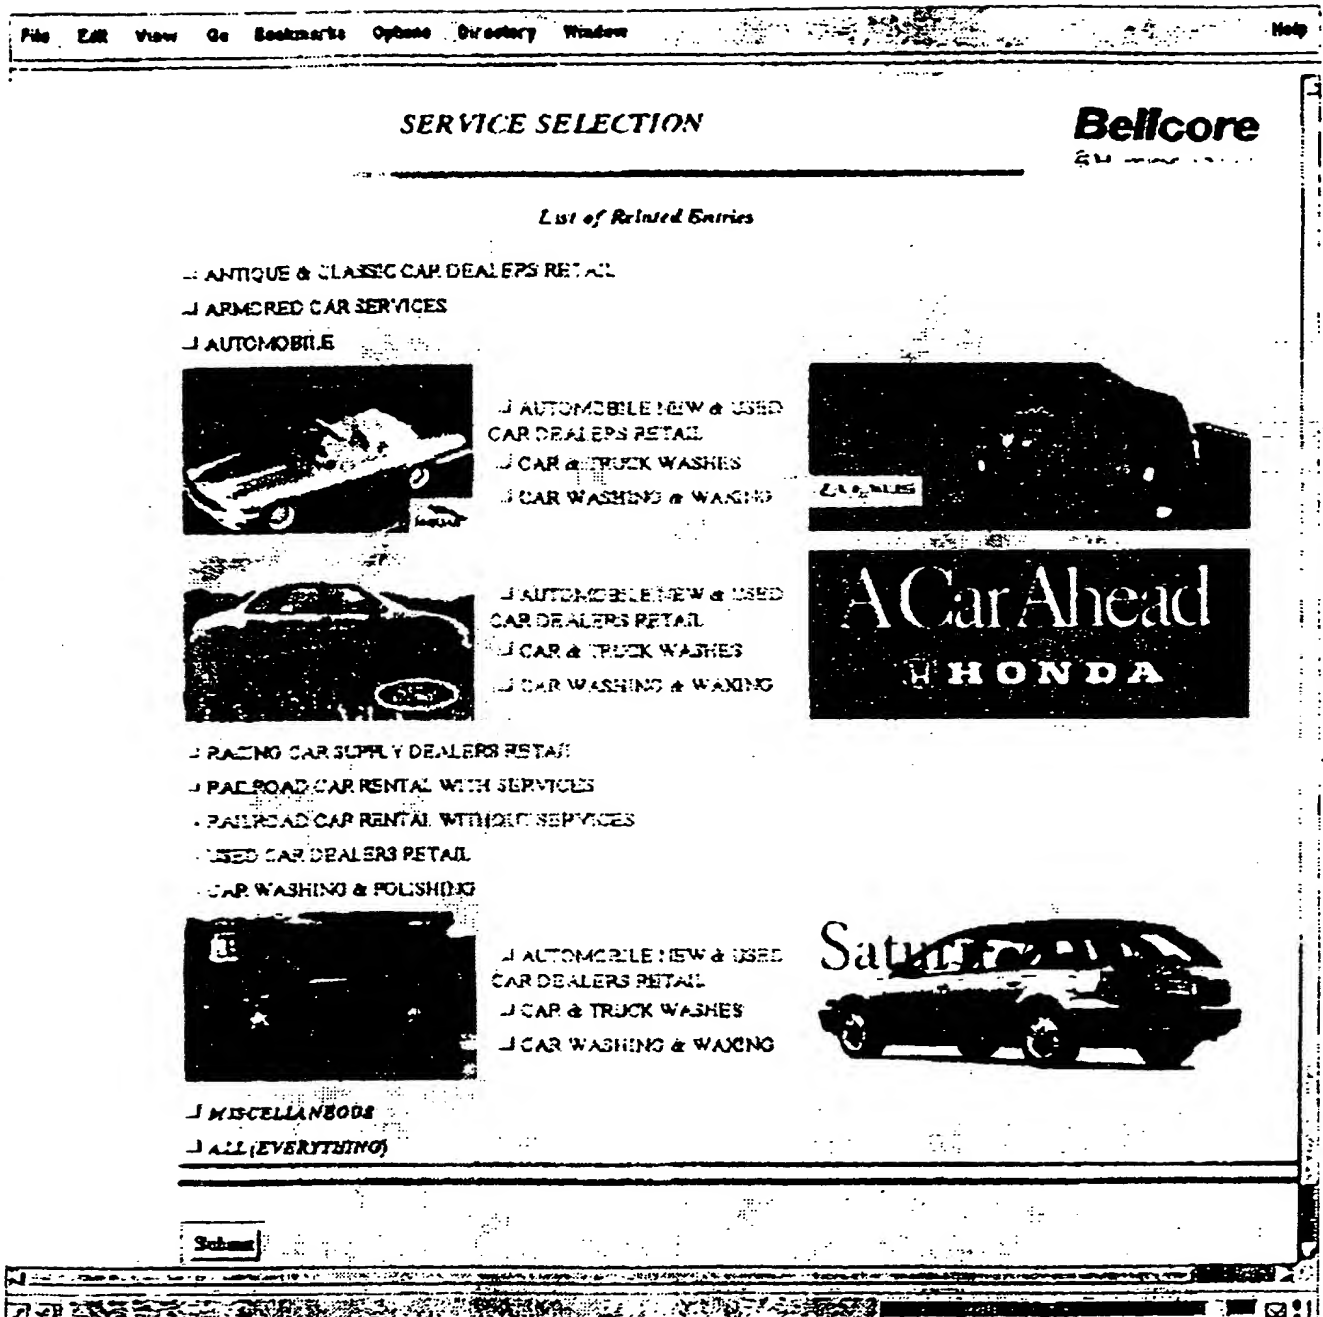 File Edit View Go Bookmarks Options Directory Window Help
SERVICE SELECTION
Bellcore
List of Related Entries
ANTIQUE & CLASSIC CAR DEALERS RETAIL
ARMORED CAR SERVICES
AUTOMOBILE
AUTOMOBILE NEW & USED
CAR DEALERS RETAIL
CAR & TRUCK WASHES
CAR WASHING & WAXING
JAGUAR
AUTOMOBILE NEW & USED
CAR DEALERS RETAIL
CAR & TRUCK WASHES
CAR WASHING & WAXING
Ford
A Car Ahead
HONDA
RACING CAR SUPPLY DEALERS RETAIL
RAILROAD CAR RENTAL WITH SERVICES
RAILROAD CAR RENTAL WITHOUT SERVICES
USED CAR DEALERS RETAIL
CAR WASHING & POLISHING
AUTOMOBILE NEW & USED
CAR DEALERS RETAIL
CAR & TRUCK WASHES
CAR WASHING & WAXING
Saturn
MISCELLANEOUS
ALL (EVERYTHING)
Submit